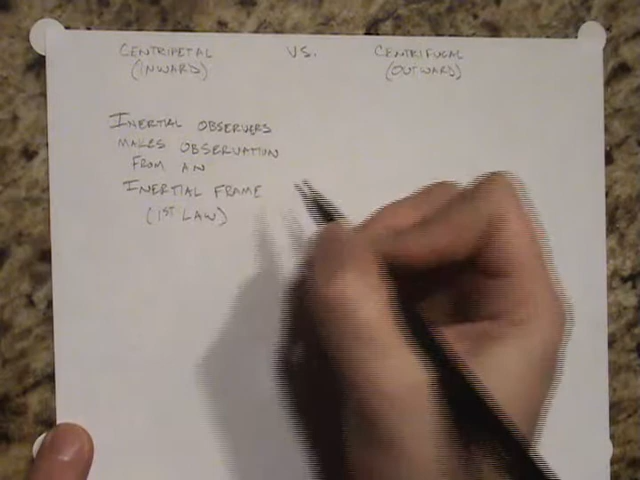 CENTRIPETAL VS. CENTRIFUGAL
(INWARD) (OUTWARD)
INERTIAL OBSERVERS
MAKES OBSERVATION
FROM AN
INERTIAL FRAME
(1ST LAW)